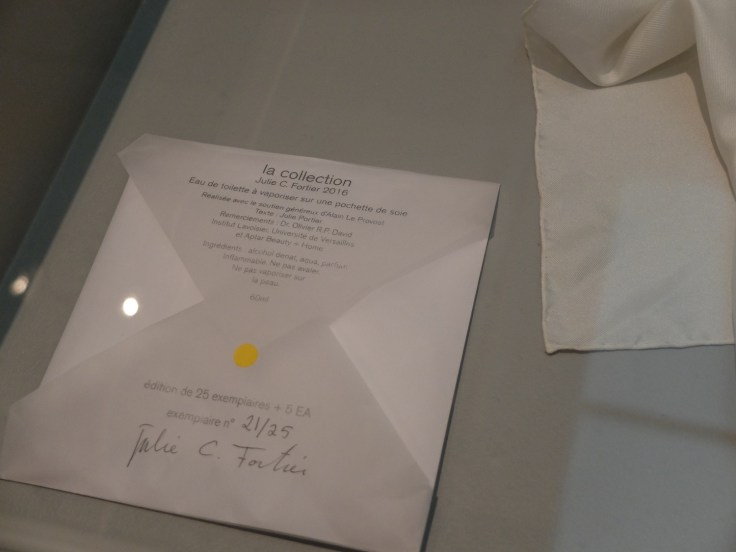 la collection
Julie C. Fortier 2016
Eau de toilette à vaporiser sur une pochette de soie
Réalisée avec le soutien généreux d'Alain Le Provost
Texte : Julie Portier
Remerciements : Dr. Olivier R.P. David
Institut Lavoisier, Université de Versailles
et Apter Beauty + Home
Ingrédients : alcohol denat, aqua, parfum
Inflammable. Ne pas avaler.
Ne pas vaporiser sur
la peau.
60ml
édition de 25 exemplaires + 5 EA
exemplaire n° 21/25
Julie C. Fortier